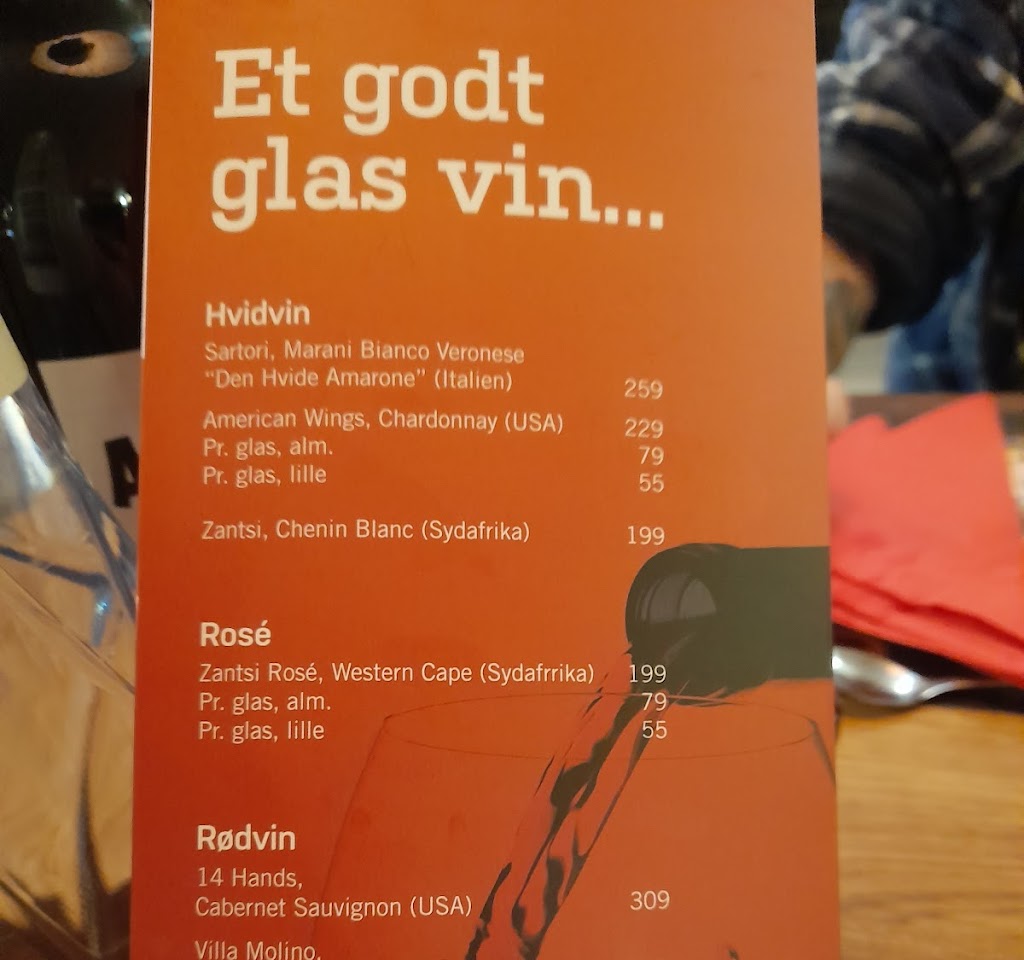 Et godt
glas vin...
Hvidvin
Sartori, Marani Bianco Veronese
"Den Hvide Amarone" (Italien) 259
American Wings, Chardonnay (USA) 229
Pr. glas, alm. 79
Pr. glas, lille 55
Zantsi, Chenin Blanc (Sydafrika) 199
Rosé
Zantsi Rosé, Western Cape (Sydafrrika) 199
Pr. glas, alm. 79
Pr. glas, lille 55
Rødvin
14 Hands,
Cabernet Sauvignon (USA) 309
Villa Molino,